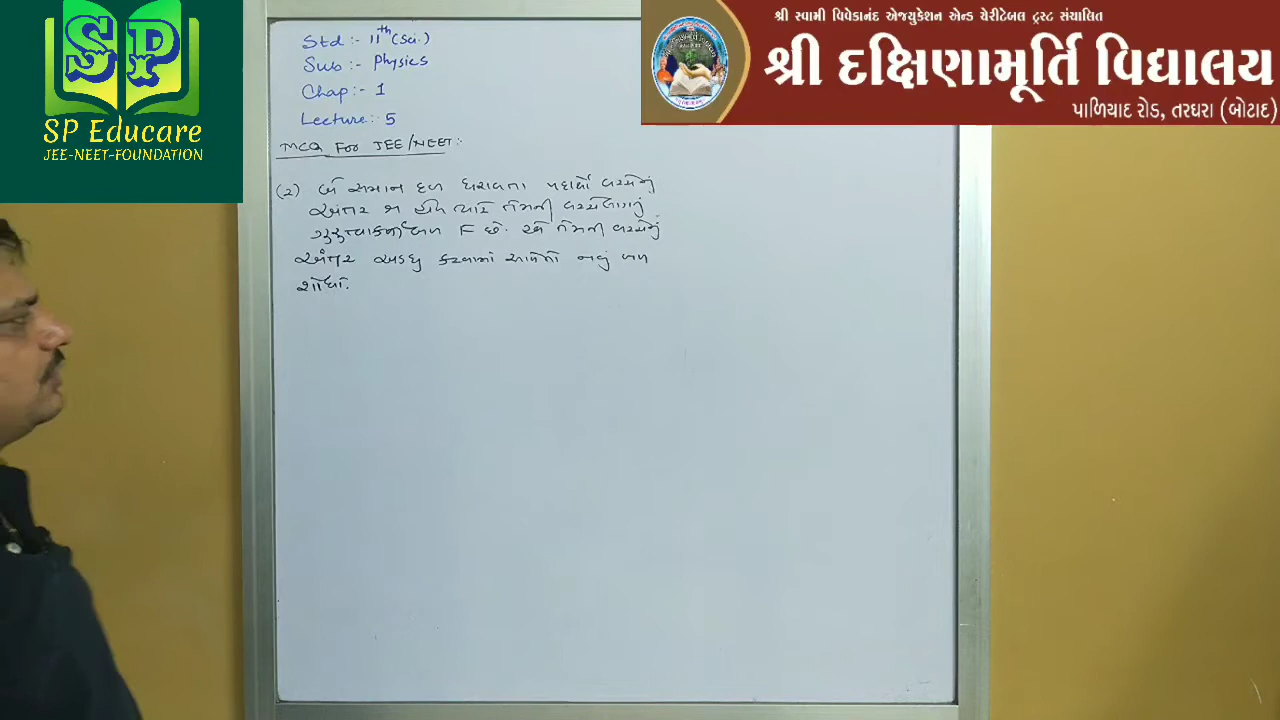 SP
SP Educare
JEE-NEET-FOUNDATION
શ્રી સ્વામી વિવેકાનંદ એજ્યુકેશન એન્ડ ચેરીટેબલ ટ્રસ્ટ સંચાલિત
શ્રી દક્ષિણામૂર્તિ વિદ્યાલય
પાળિયાદ રોડ, તરઘરા (બોટાદ)
Std :- 11th (Sci.)
Sub :- Physics
Chap :- 1
Lecture :- 5
MCQ For JEE/NEET :-
(2) બે સમાન દળ ધરાવતા પદાર્થો વચ્ચેનું
અંતર r હોય ત્યારે તેમની વચ્ચે લાગતું
ગુરુત્વાકર્ષણ બળ F છે. જો તેમની વચ્ચેનું
અંતર અડધુ કરવામાં આવે તો નવું બળ
શોધો.